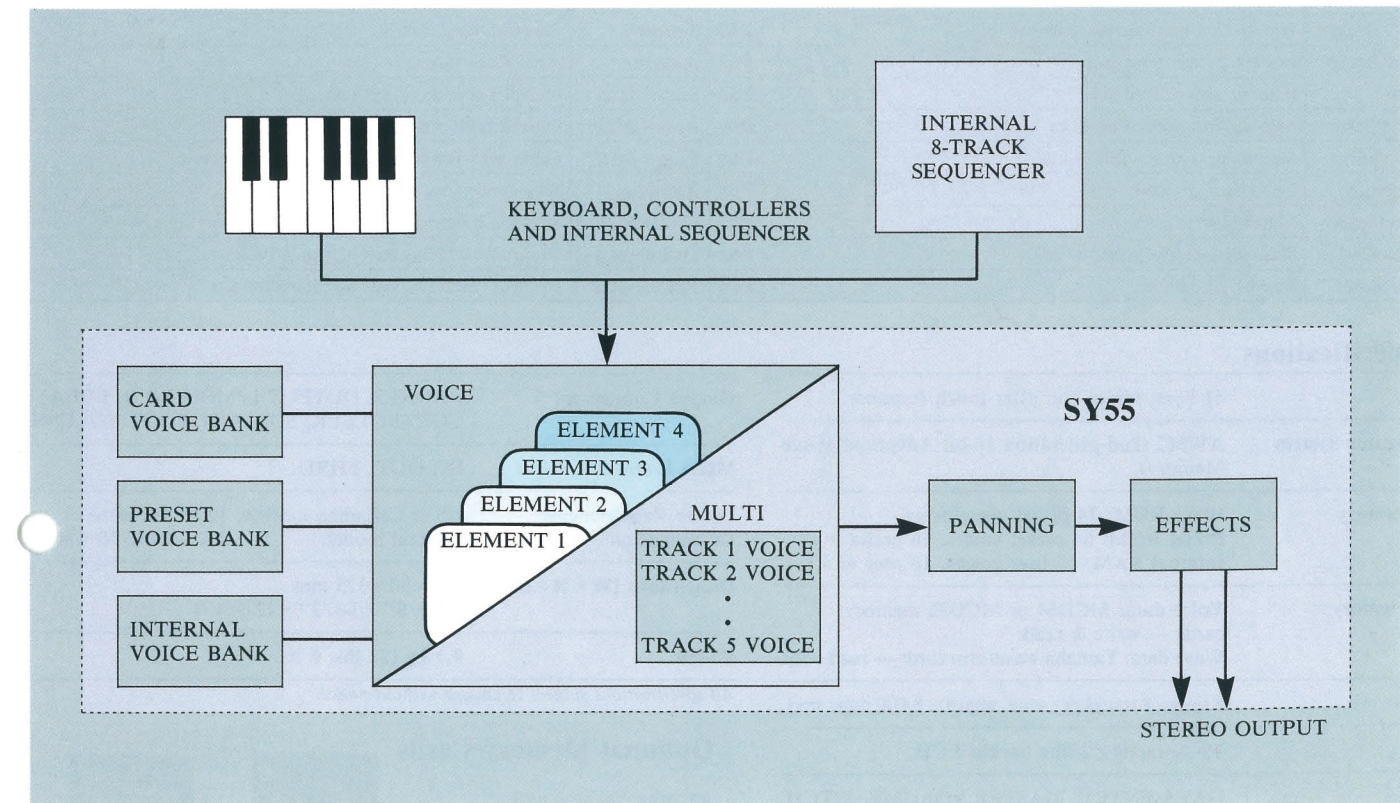 INTERNAL
8-TRACK
SEQUENCER
KEYBOARD, CONTROLLERS
AND INTERNAL SEQUENCER
CARD
VOICE BANK
PRESET
VOICE BANK
INTERNAL
VOICE BANK
VOICE
ELEMENT 4
ELEMENT 3
ELEMENT 2
ELEMENT 1
MULTI
TRACK 1 VOICE
TRACK 2 VOICE
.
.
TRACK 5 VOICE
SY55
PANNING
EFFECTS
STEREO OUTPUT